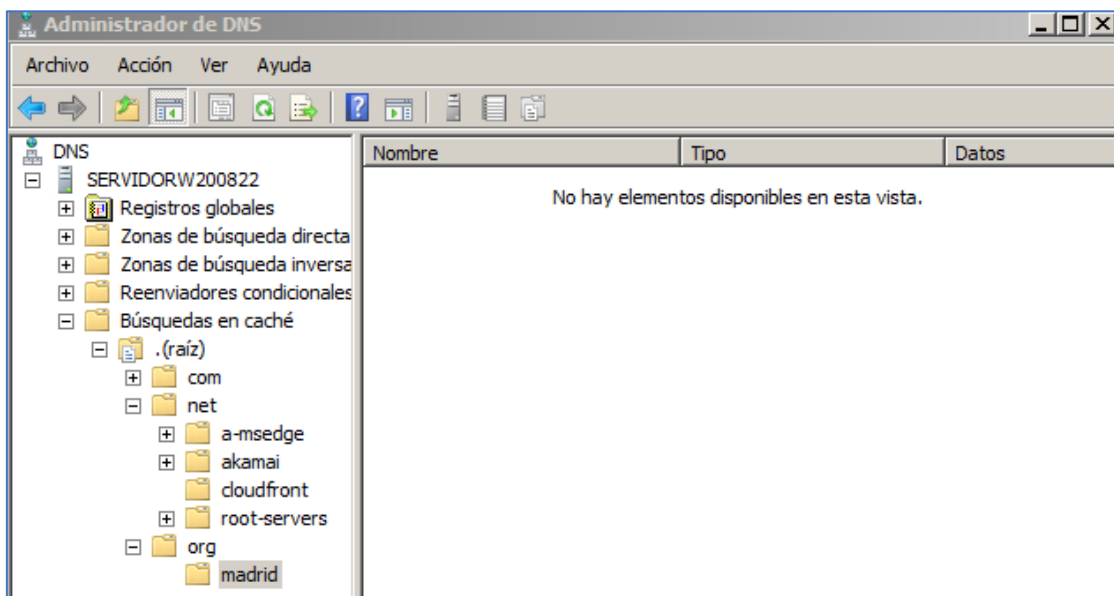 Administrador de DNS
Archivo Acción Ver Ayuda
DNS
SERVIDORW200822
Registros globales
Zonas de búsqueda directa
Zonas de búsqueda inversa
Reenviadores condicionales
Búsquedas en caché
.(raíz)
com
net
a-msedge
akamai
cloudfront
root-servers
org
madrid
Nombre Tipo Datos
No hay elementos disponibles en esta vista.